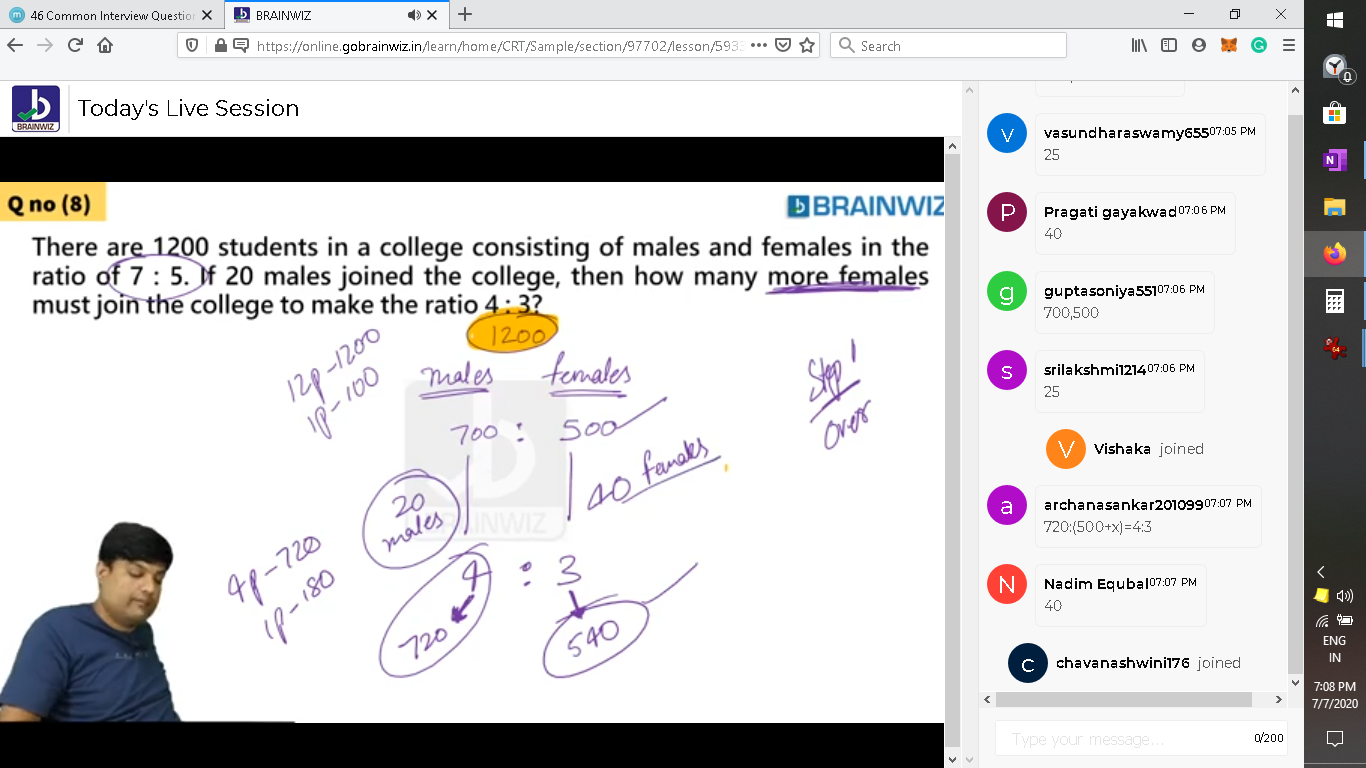 46 Common Interview Question
BRAINWIZ
https://online.gobrainwiz.in/learn/home/CRT/Sample/section/97702/lesson/593
Search
BRAINWIZ
Today's Live Session
Q no (8)
BRAINWIZ
There are 1200 students in a college consisting of males and females in the
ratio of 7 : 5. If 20 males joined the college, then how many more females
must join the college to make the ratio 4 : 3?
1200
12p-1200
1p-100
males females
700 : 500
20
males
40 females
BRAINWIZ
4 : 3
720 540
4p-720
1p-180
Step 1
over
v
vasundharaswamy655 07:05 PM
25
P
Pragati gayakwad 07:06 PM
40
g
guptasoniya551 07:06 PM
700,500
s
srilakshmi1214 07:06 PM
25
V
Vishaka joined
a
archanasankar201099 07:07 PM
720:(500+x)=4:3
N
Nadim Equbal 07:07 PM
40
c
chavanashwini176 joined
Type your message...
0/200
64
ENG
IN
7:08 PM
7/7/2020